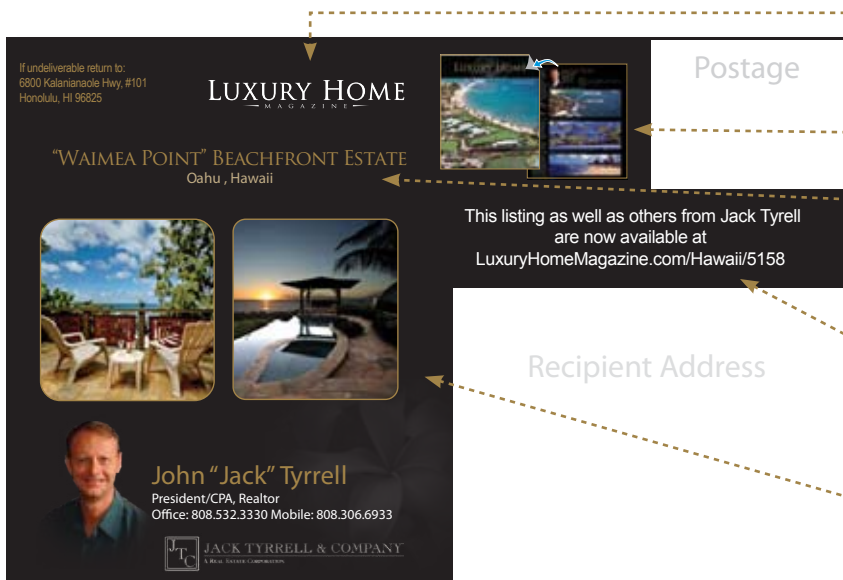 If undeliverable return to:
6800 Kalanianaole Hwy, #101
Honolulu, HI 96825
LUXURY HOME
MAGAZINE
LUXURY HOME
Postage
“WAIMEA POINT” BEACHFRONT ESTATE
Oahu , Hawaii
This listing as well as others from Jack Tyrell
are now available at
LuxuryHomeMagazine.com/Hawaii/5158
Recipient Address
John “Jack” Tyrrell
President/CPA, Realtor
Office: 808.532.3330 Mobile: 808.306.6933
JTC
JACK TYRRELL & COMPANY
A REAL ESTATE CORPORATION